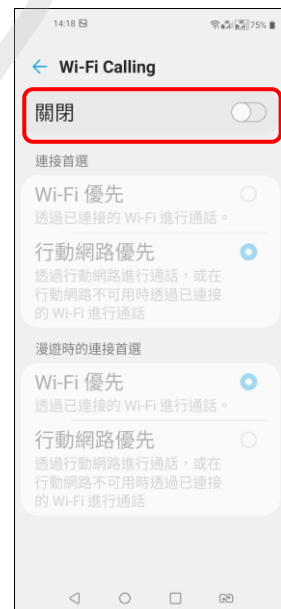 14:18 75%
Wi-Fi Calling
關閉
連接首選
Wi-Fi 優先
透過已連接的 Wi-Fi 進行通話。
行動網路優先
透過行動網路進行通話，或在
行動網路不可用時透過已連接
的 Wi-Fi 進行通話
漫遊時的連接首選
Wi-Fi 優先
透過已連接的 Wi-Fi 進行通話。
行動網路優先
透過行動網路進行通話，或在
行動網路不可用時透過已連接
的 Wi-Fi 進行通話